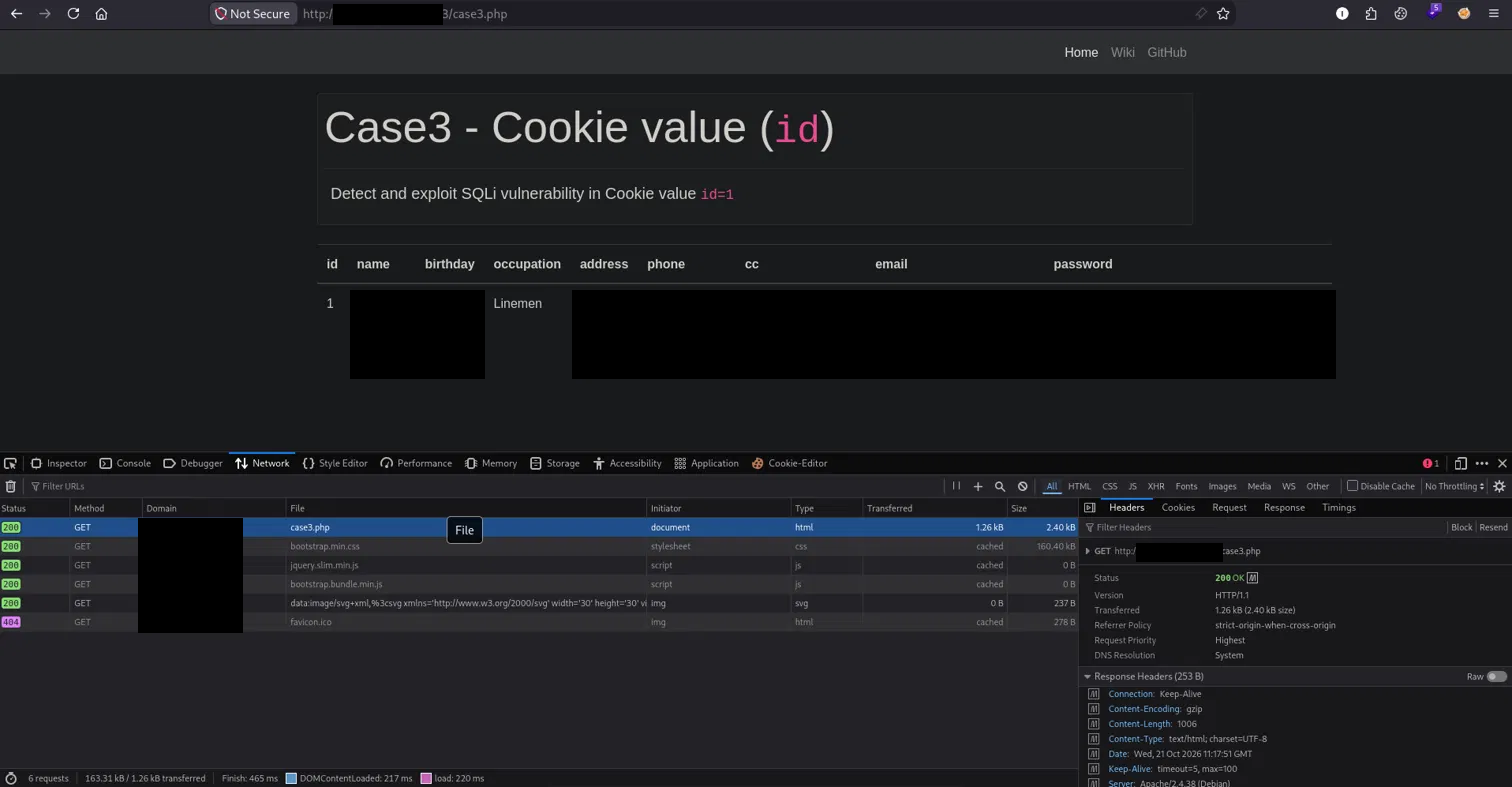 Not Secure http:// 3/case3.php 5
Home Wiki GitHub
Case3 - Cookie value (id)
Detect and exploit SQLi vulnerability in Cookie value id=1
id name birthday occupation address phone cc email password
1 Linemen
Inspector Console Debugger Network Style Editor Performance Memory Storage Accessibility Application Cookie-Editor 1
Filter URLs All HTML CSS JS XHR Fonts Images Media WS Other Disable Cache No Throttling
Status Method Domain File Initiator Type Transferred Size
200 GET case3.php document html 1.26 kB 2.40 kB
File
200 GET bootstrap.min.css stylesheet css cached 160.40 kB
200 GET jquery.slim.min.js script js cached 0 B
200 GET bootstrap.bundle.min.js script js cached 0 B
200 GET data:image/svg+xml,%3csvg xmlns='http://www.w3.org/2000/svg' width='30' height='30' vi img svg 0 B 237 B
404 GET favicon.ico img html cached 278 B
Headers Cookies Request Response Timings
Filter Headers Block Resend
GET http:/ case3.php
Status 200 OK
Version HTTP/1.1
Transferred 1.26 kB (2.40 kB size)
Referrer Policy strict-origin-when-cross-origin
Request Priority Highest
DNS Resolution System
Response Headers (253 B) Raw
Connection: Keep-Alive
Content-Encoding: gzip
Content-Length: 1006
Content-Type: text/html; charset=UTF-8
Date: Wed, 21 Oct 2026 11:17:51 GMT
Keep-Alive: timeout=5, max=100
Server: Apache/2.4.38 (Debian)
6 requests 163.31 kB / 1.26 kB transferred Finish: 465 ms DOMContentLoaded: 217 ms load: 220 ms